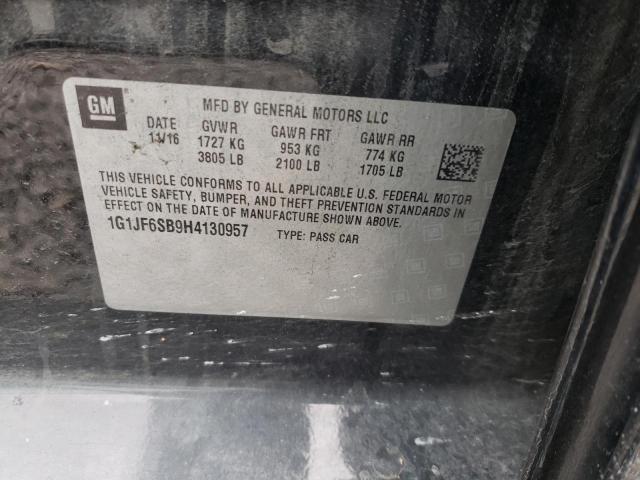 GM
MFD BY GENERAL MOTORS LLC
DATE GVWR GAWR FRT GAWR RR
11/16 1727 KG 953 KG 774 KG
3805 LB 2100 LB 1705 LB
THIS VEHICLE CONFORMS TO ALL APPLICABLE U.S. FEDERAL MOTOR
VEHICLE SAFETY, BUMPER, AND THEFT PREVENTION STANDARDS IN
EFFECT ON THE DATE OF MANUFACTURE SHOWN ABOVE.
1G1JF6SB9H4130957 TYPE: PASS CAR